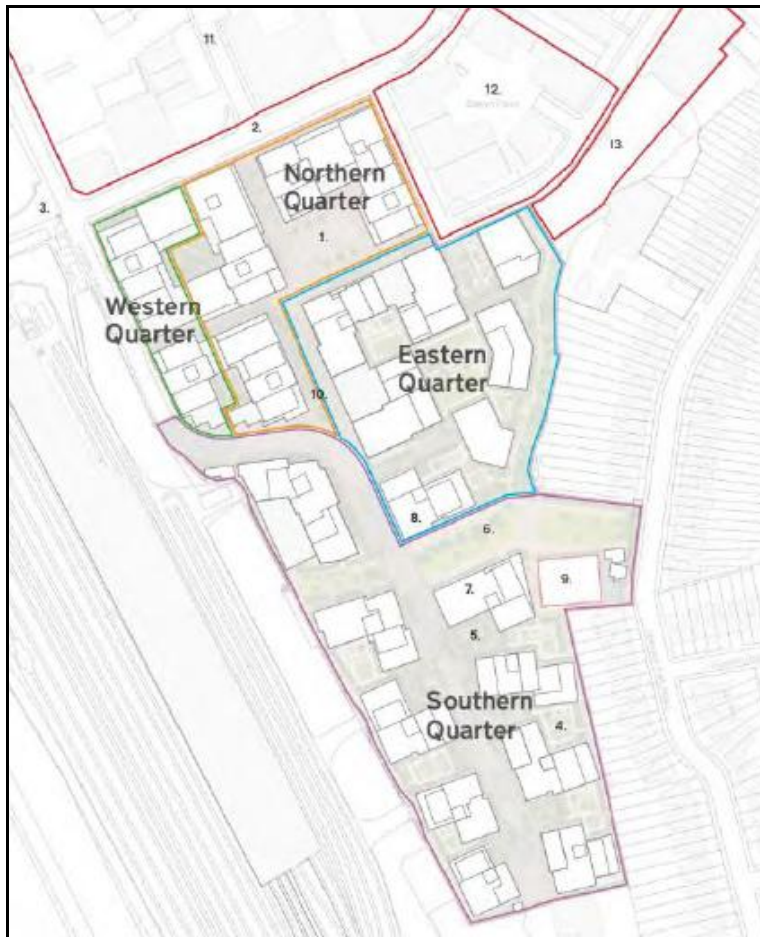 11.
12.
2.
13.
Northern
Quarter
3.
1.
Western
Quarter
Eastern
Quarter
10.
8.
6.
7.
9.
5.
Southern
Quarter
4.